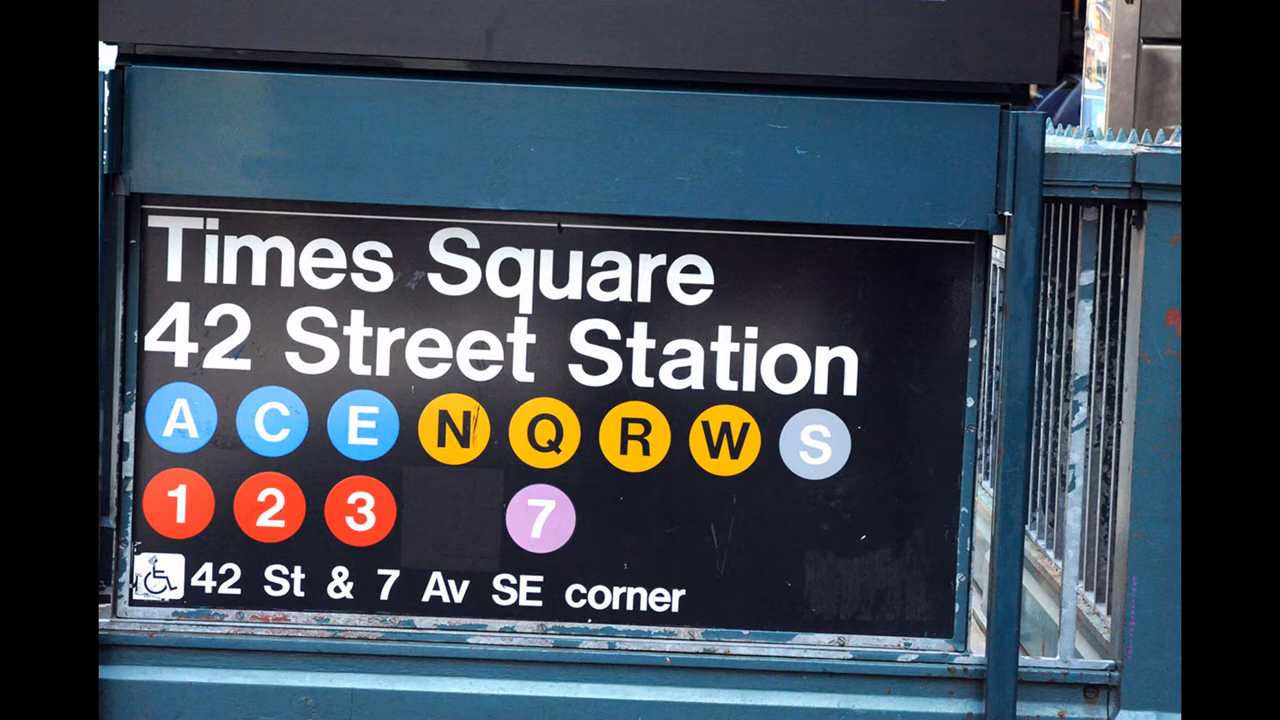 Times Square
42 Street Station
A C E N Q R W S
1 2 3 7
42 St & 7 Av SE corner